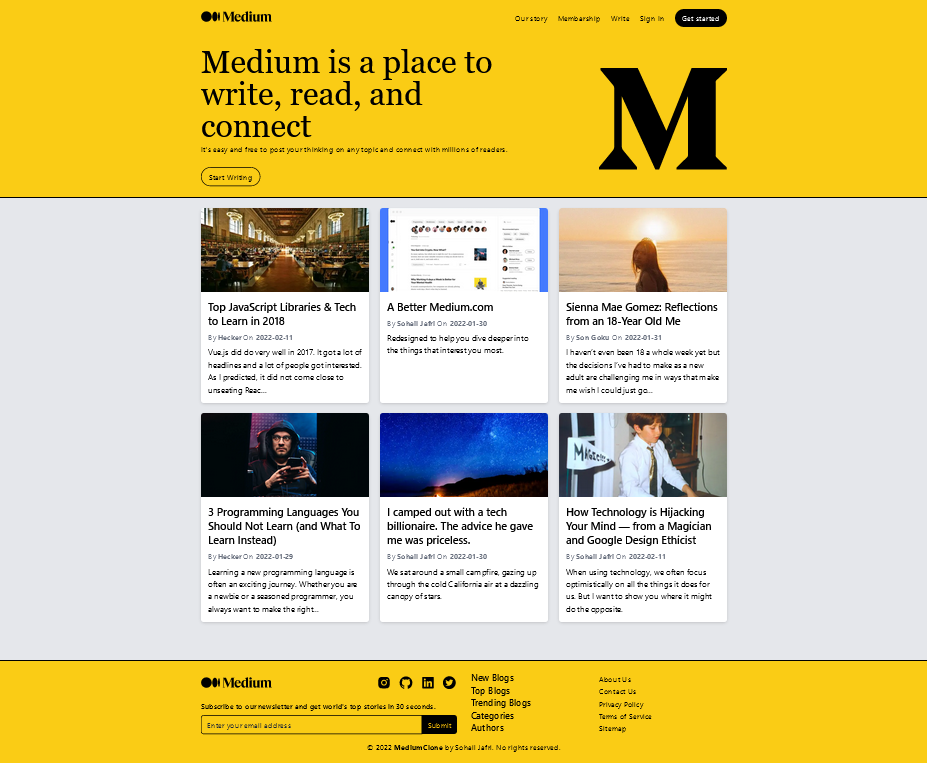 Medium
Our story Membarship Write Sign In Get started
Medium is a place to
write, read, and
connect
It's easy and free to post your thinking on any topic and connect with millions of readers.
M
Start Writing
Top JavaScript Libraries & Tech
to Learn in 2018
By Hecker On 2022-02-11
Vue.js did do very well in 2017. It got a lot of
headlines and a lot of people got interested.
As I predicted, it did not come close to
unseating Reac...
A Better Medium.com
By Sohail Jafri On 2022-01-30
Redesigned to help you dive deeper into
the things that interest you most.
Sienna Mae Gomez: Reflections
from an 18-Year Old Me
By Son Goku On 2022-01-31
I haven't even been 18 a whole week yet but
the decisions I've had to make as a new
adult are challenging me in ways that make
me wish I could just go...
3 Programming Languages You
Should Not Learn (and What To
Learn Instead)
By Hecker On 2022-01-29
Learning a new programming language is
often an exciting journey. Whether you are
a newbie or a seasoned programmer, you
always want to make the right...
I camped out with a tech
billionaire. The advice he gave
me was priceless.
By Sohail Jafri On 2022-01-30
We sat around a small campfire, gazing up
through the cold California air at a dazzling
canopy of stars.
How Technology is Hijacking
Your Mind — from a Magician
and Google Design Ethicist
By Sohail Jafri On 2022-02-11
When using technology, we often focus
optimistically on all the things it does for
us. But I want to show you where it might
do the opposite.
Medium
Subscribe to our newsletter and get world's top stories in 30 seconds.
Enter your email address Submit
New Blogs
Top Blogs
Trending Blogs
Categories
Authors
About Us
Contact Us
Privacy Policy
Terms of Service
Sitemap
© 2022 MediumClone by Sohail Jafri. No rights reserved.